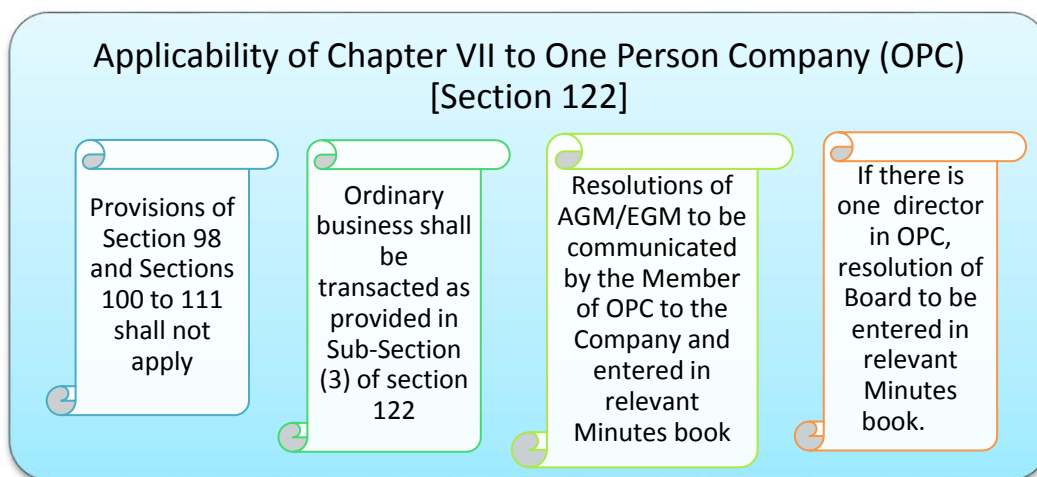 Applicability of Chapter VII to One Person Company (OPC)
[Section 122]
Provisions of
Section 98
and Sections
100 to 111
shall not
apply
Ordinary
business shall
be
transacted as
provided in
Sub-Section
(3) of section
122
Resolutions of
AGM/EGM to be
communicated
by the Member
of OPC to the
Company and
entered in
relevant
Minutes book
If there is
one director
in OPC,
resolution of
Board to be
entered in
relevant
Minutes
book.